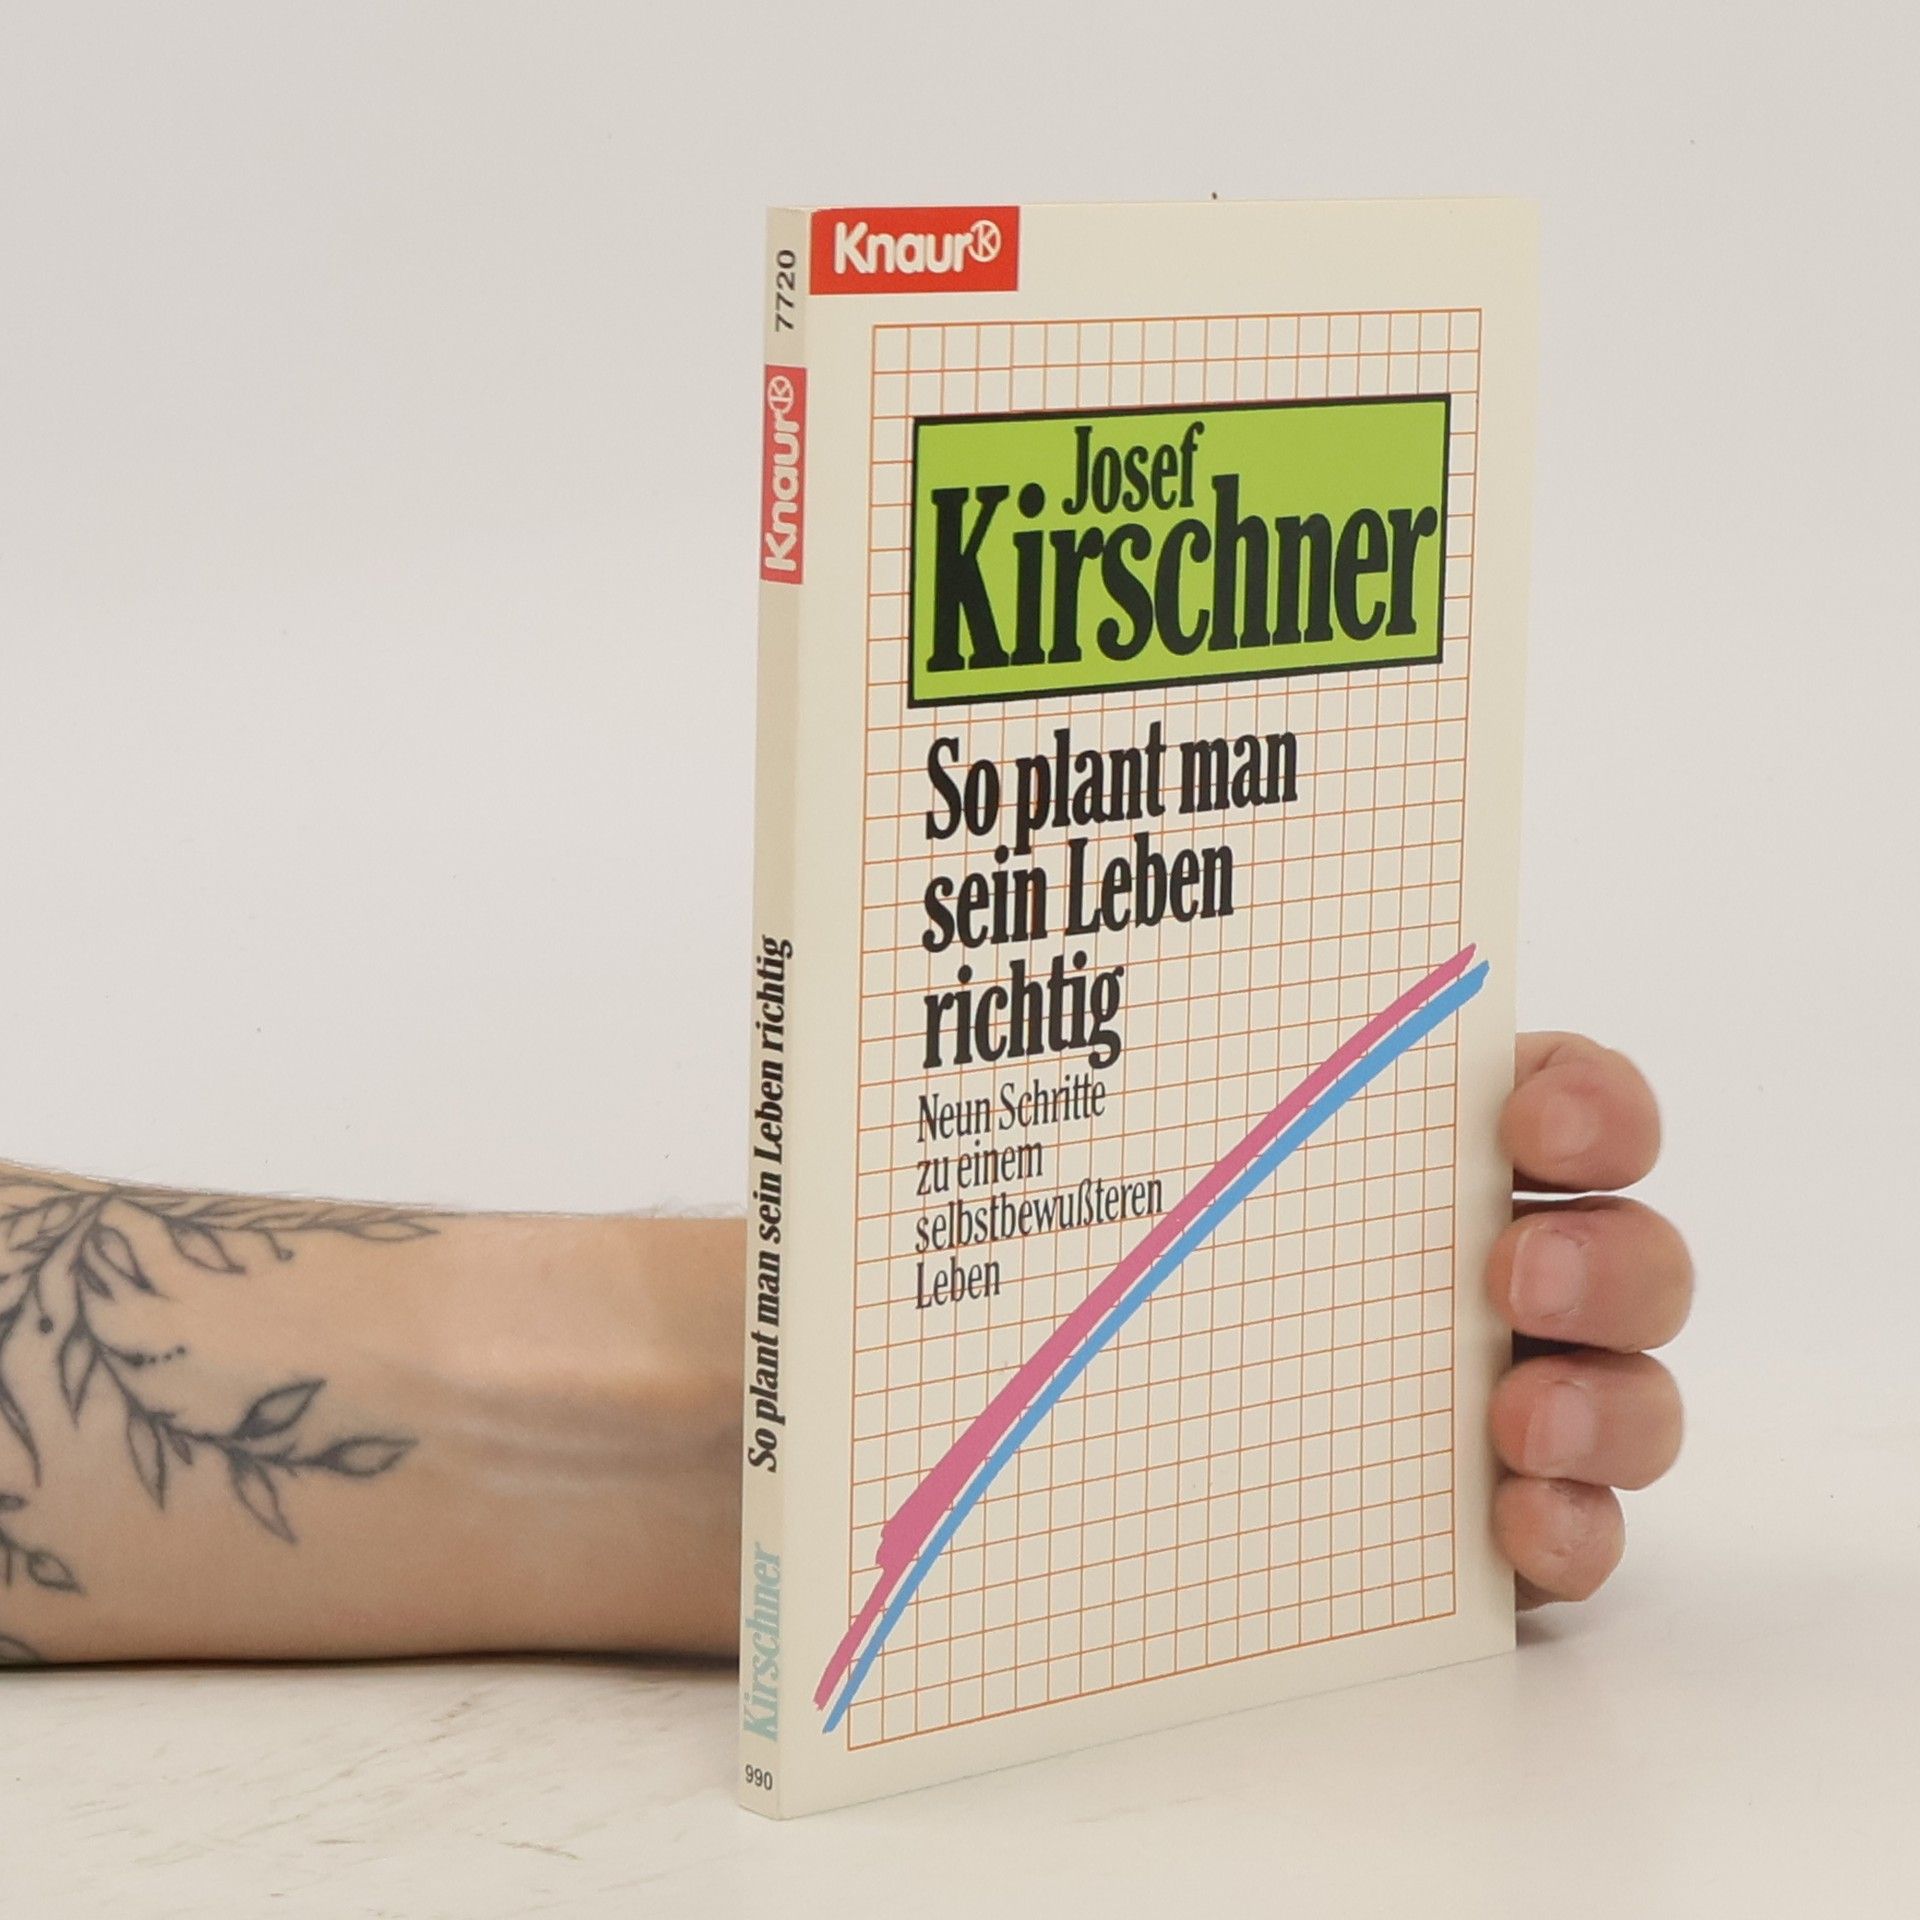 7720
Knaur
So plant man sein Leben richtig
Kirschner
990
Knaur
Josef
Kirschner
So plant man
sein Leben
richtig
Neun Schritte
zu einem
selbstbewußteren
Leben